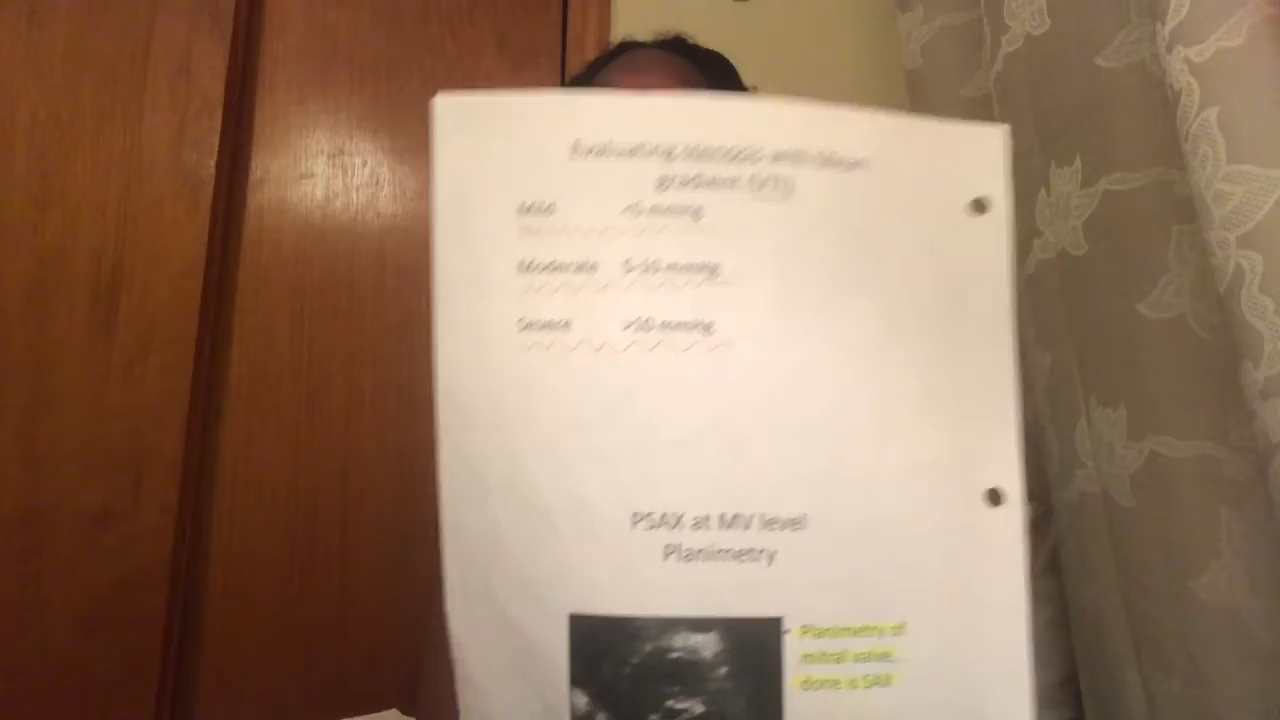 Evaluating stenosis with Mean
gradient (VTI)
Mild <5 mmHg
Moderate 5-10 mmHg
Severe >10 mmHg
PSAX at MV level
Planimetry
- Planimetry of
mitral valve,
done is SAX